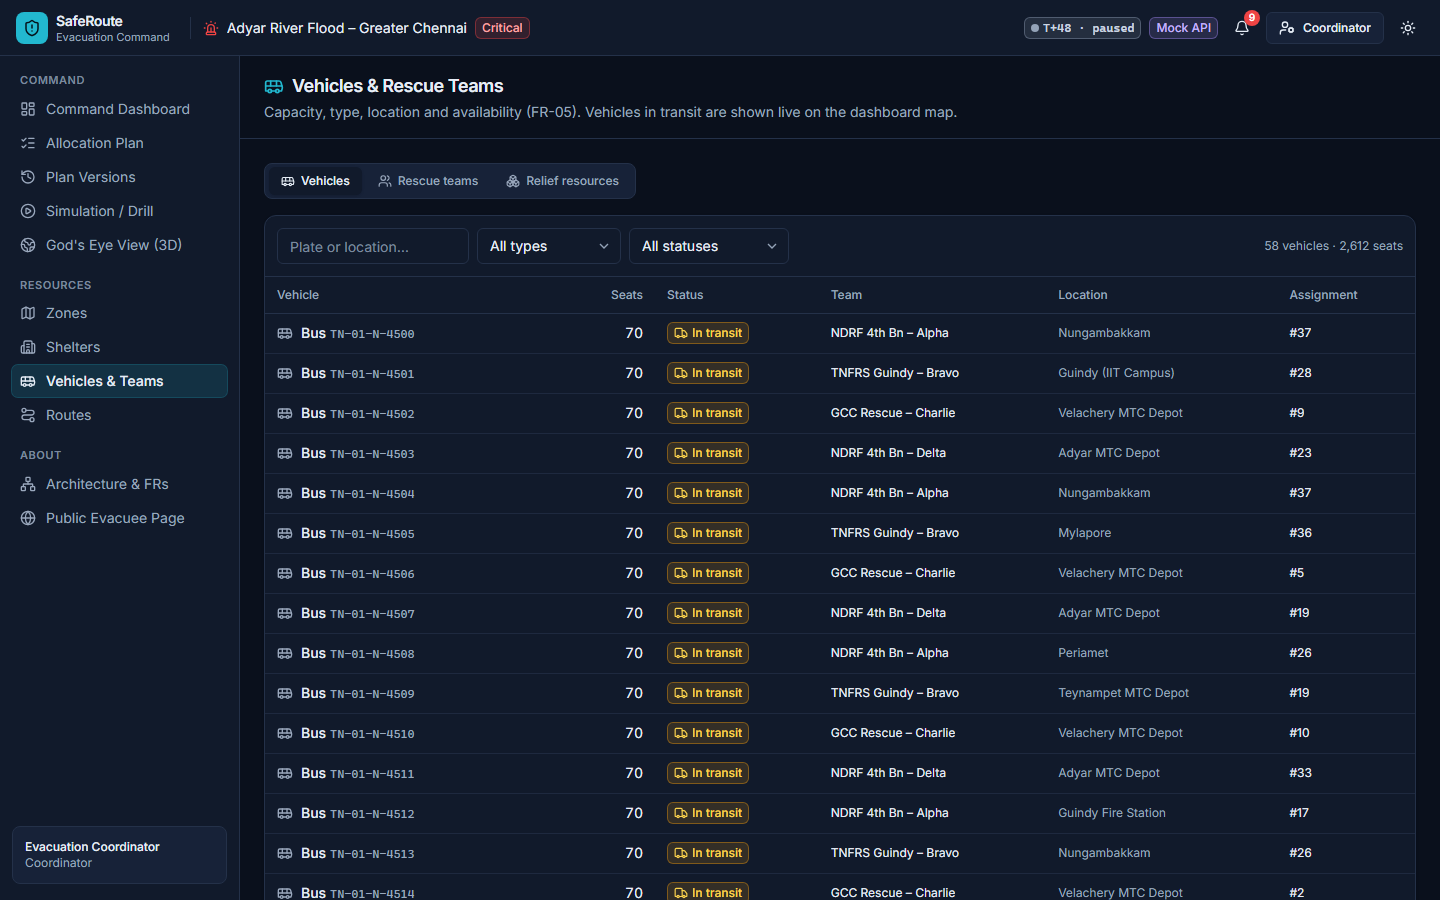 SafeRoute
Evacuation Command
Adyar River Flood – Greater Chennai Critical
T+48 · paused Mock API 9 Coordinator
COMMAND
Command Dashboard
Allocation Plan
Plan Versions
Simulation / Drill
God's Eye View (3D)
RESOURCES
Zones
Shelters
Vehicles & Teams
Routes
ABOUT
Architecture & FRs
Public Evacuee Page
Evacuation Coordinator
Coordinator
Vehicles & Rescue Teams
Capacity, type, location and availability (FR-05). Vehicles in transit are shown live on the dashboard map.
Vehicles Rescue teams Relief resources
Plate or location... All types All statuses 58 vehicles · 2,612 seats
Vehicle Seats Status Team Location Assignment
Bus TN-01-N-4500 70 In transit NDRF 4th Bn – Alpha Nungambakkam #37
Bus TN-01-N-4501 70 In transit TNFRS Guindy – Bravo Guindy (IIT Campus) #28
Bus TN-01-N-4502 70 In transit GCC Rescue – Charlie Velachery MTC Depot #9
Bus TN-01-N-4503 70 In transit NDRF 4th Bn – Delta Adyar MTC Depot #23
Bus TN-01-N-4504 70 In transit NDRF 4th Bn – Alpha Nungambakkam #37
Bus TN-01-N-4505 70 In transit TNFRS Guindy – Bravo Mylapore #36
Bus TN-01-N-4506 70 In transit GCC Rescue – Charlie Velachery MTC Depot #5
Bus TN-01-N-4507 70 In transit NDRF 4th Bn – Delta Adyar MTC Depot #19
Bus TN-01-N-4508 70 In transit NDRF 4th Bn – Alpha Periamet #26
Bus TN-01-N-4509 70 In transit TNFRS Guindy – Bravo Teynampet MTC Depot #19
Bus TN-01-N-4510 70 In transit GCC Rescue – Charlie Velachery MTC Depot #10
Bus TN-01-N-4511 70 In transit NDRF 4th Bn – Delta Adyar MTC Depot #33
Bus TN-01-N-4512 70 In transit NDRF 4th Bn – Alpha Guindy Fire Station #17
Bus TN-01-N-4513 70 In transit TNFRS Guindy – Bravo Nungambakkam #26
Bus TN-01-N-4514 70 In transit GCC Rescue – Charlie Velachery MTC Depot #2